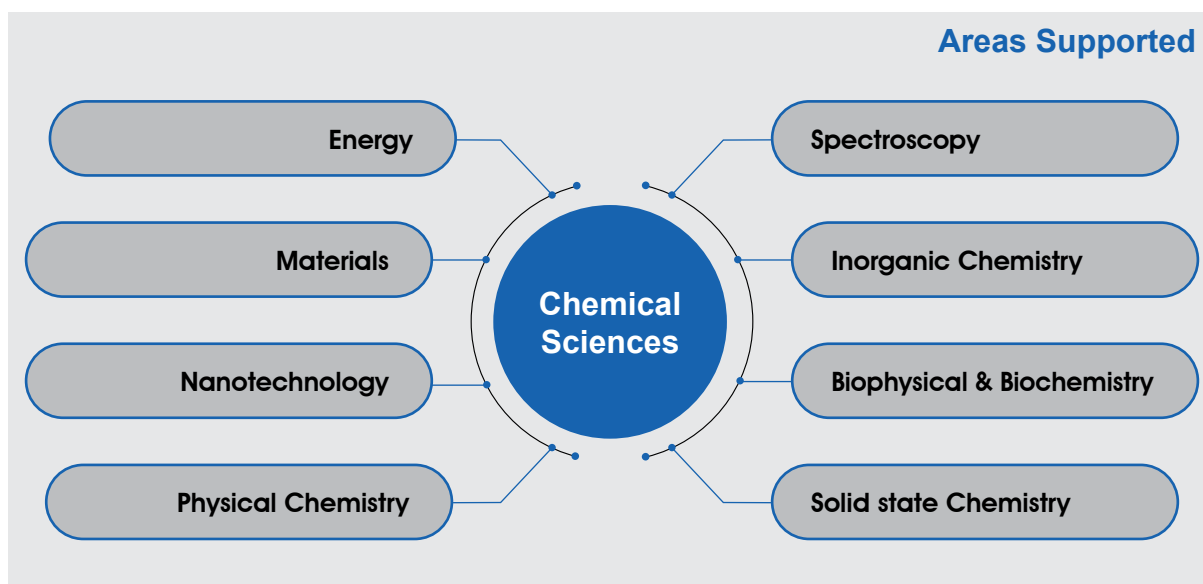 Areas Supported
Energy
Spectroscopy
Materials
Inorganic Chemistry
Chemical
Sciences
Nanotechnology
Biophysical & Biochemistry
Physical Chemistry
Solid state Chemistry